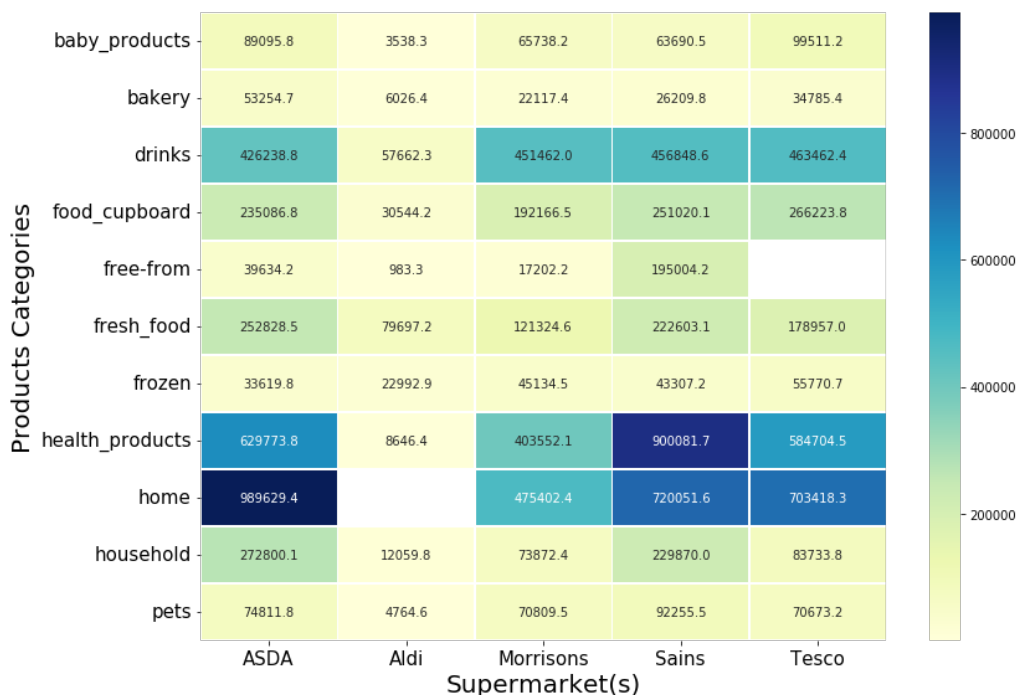 baby_products 89095.8 3538.3 65738.2 63690.5 99511.2
bakery 53254.7 6026.4 22117.4 26209.8 34785.4
800000
drinks 426238.8 57662.3 451462.0 456848.6 463462.4
food_cupboard 235086.8 30544.2 192166.5 251020.1 266223.8
600000
free-from 39634.2 983.3 17202.2 195004.2
Products Categories
fresh_food 252828.5 79697.2 121324.6 222603.1 178957.0
frozen 33619.8 22992.9 45134.5 43307.2 55770.7
400000
health_products 629773.8 8646.4 403552.1 900081.7 584704.5
home 989629.4 475402.4 720051.6 703418.3
200000
household 272800.1 12059.8 73872.4 229870.0 83733.8
pets 74811.8 4764.6 70809.5 92255.5 70673.2
ASDA Aldi Morrisons Sains Tesco
Supermarket(s)